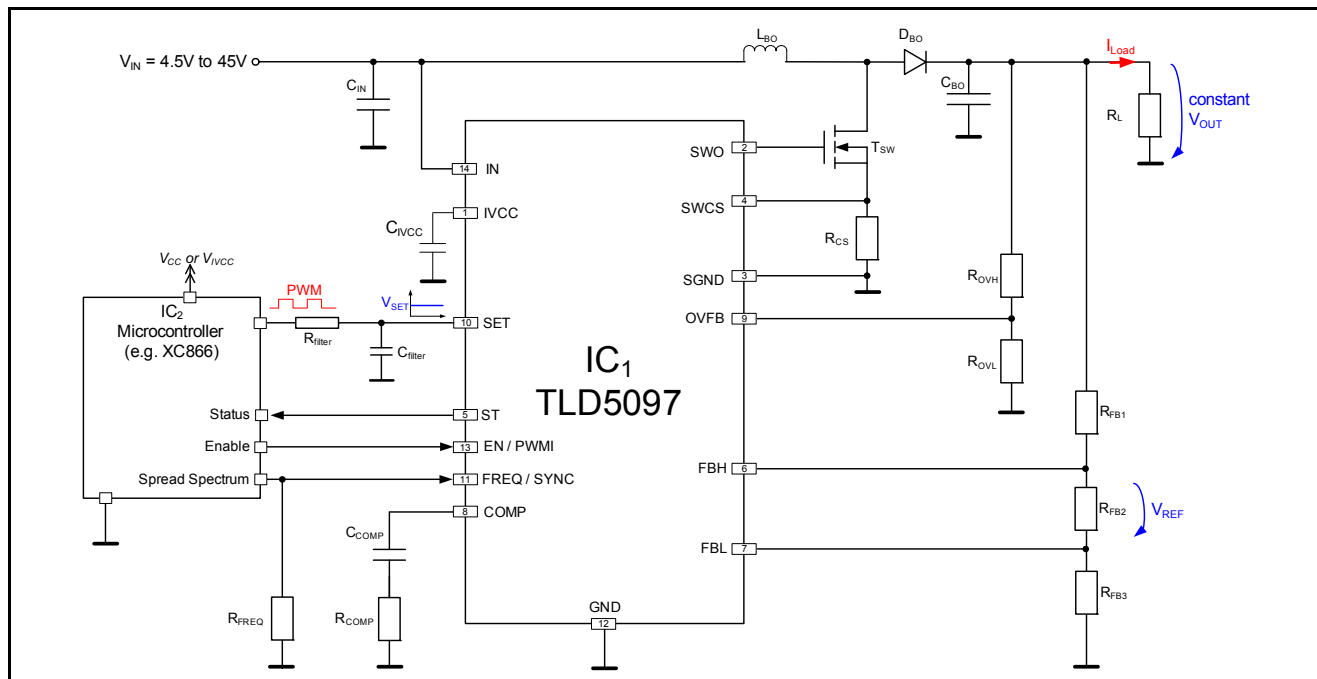 V_IN = 4.5V to 45V
L_BO
D_BO
I_Load
C_IN
C_BO
R_L
constant
V_OUT
14
IN
1
IVCC
C_IVCC
2
SWO
T_SW
4
SWCS
R_CS
3
SGND
R_OVH
9
OVFB
R_OVL
V_CC or V_IVCC
PWM
V_SET
IC_2
Microcontroller
(e.g. XC866)
R_filter
C_filter
10
SET
IC_1
TLD5097
Status
5
ST
Enable
13
EN / PWMI
Spread Spectrum
11
FREQ / SYNC
8
COMP
C_COMP
R_FREQ
R_COMP
GND
12
R_FB1
FBH
6
R_FB2
V_REF
FBL
7
R_FB3